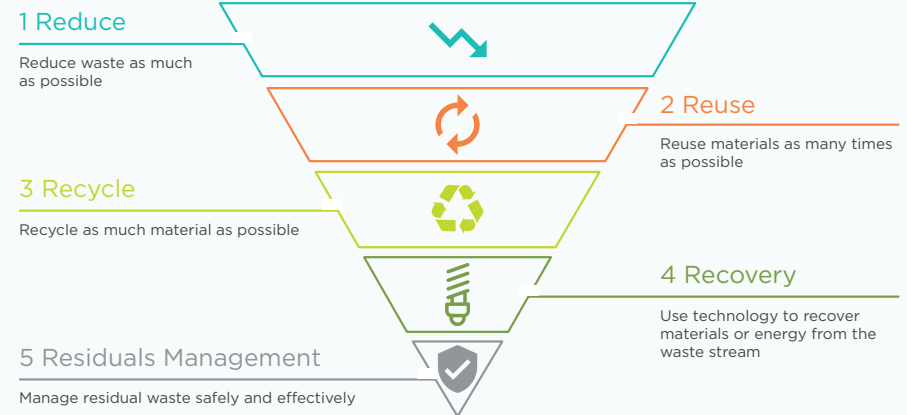 1 Reduce
Reduce waste as much
as possible
2 Reuse
Reuse materials as many times
as possible
3 Recycle
Recycle as much material as possible
4 Recovery
Use technology to recover
materials or energy from the
waste stream
5 Residuals Management
Manage residual waste safely and effectively